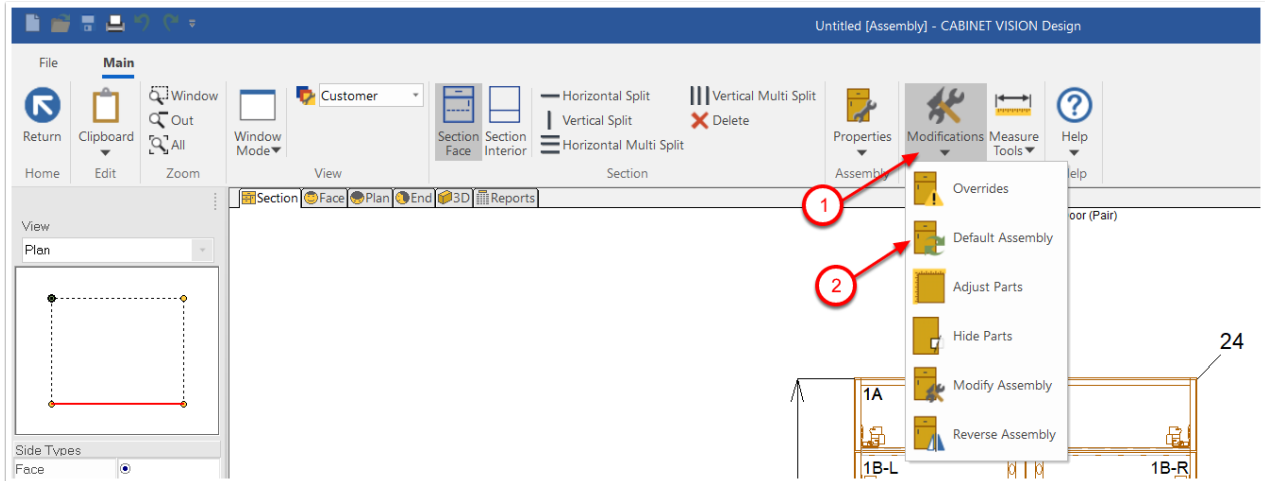 Untitled [Assembly] - CABINET VISION Design
File Main
Window
Out
All
Customer
Horizontal Split
Vertical Split
Horizontal Multi Split
Vertical Multi Split
Delete
Return
Clipboard
Window
Mode
Section
Face
Section
Interior
Properties
Modifications
Measure
Tools
Help
Home
Edit
Zoom
View
Section
Assembly
elp
Section Face Plan End 3D Reports
1
Overrides
oor (Pair)
View
Plan
Default Assembly
2
Adjust Parts
Hide Parts
24
Modify Assembly
1A
Reverse Assembly
Side Types
Face
1B-L
1B-R